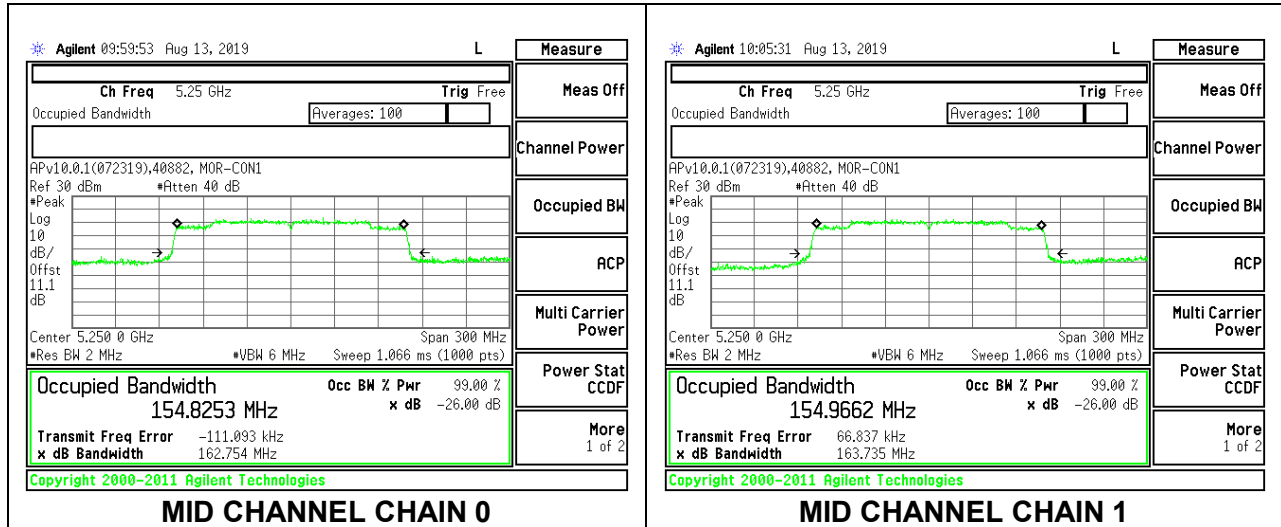 Agilent 09:59:53 Aug 13, 2019 L
Measure
Ch Freq 5.25 GHz Trig Free
Occupied Bandwidth Averages: 100
APv10.0.1(072319),40882, MOR-CON1
Ref 30 dBm #Atten 40 dB
#Peak
Log
10
dB/
Offst
11.1
dB
Center 5.250 0 GHz Span 300 MHz
#Res BW 2 MHz #VBW 6 MHz Sweep 1.066 ms (1000 pts)
Occupied Bandwidth Occ BW % Pwr 99.00 %
154.8253 MHz x dB -26.00 dB
Transmit Freq Error -111.093 kHz
x dB Bandwidth 162.754 MHz
Copyright 2000-2011 Agilent Technologies
Meas Off
Channel Power
Occupied BW
ACP
Multi Carrier
Power
Power Stat
CCDF
More
1 of 2
MID CHANNEL CHAIN 0
Agilent 10:05:31 Aug 13, 2019 L
Measure
Ch Freq 5.25 GHz Trig Free
Occupied Bandwidth Averages: 100
APv10.0.1(072319),40882, MOR-CON1
Ref 30 dBm #Atten 40 dB
#Peak
Log
10
dB/
Offst
11.1
dB
Center 5.250 0 GHz Span 300 MHz
#Res BW 2 MHz #VBW 6 MHz Sweep 1.066 ms (1000 pts)
Occupied Bandwidth Occ BW % Pwr 99.00 %
154.9662 MHz x dB -26.00 dB
Transmit Freq Error 66.837 kHz
x dB Bandwidth 163.735 MHz
Copyright 2000-2011 Agilent Technologies
Meas Off
Channel Power
Occupied BW
ACP
Multi Carrier
Power
Power Stat
CCDF
More
1 of 2
MID CHANNEL CHAIN 1